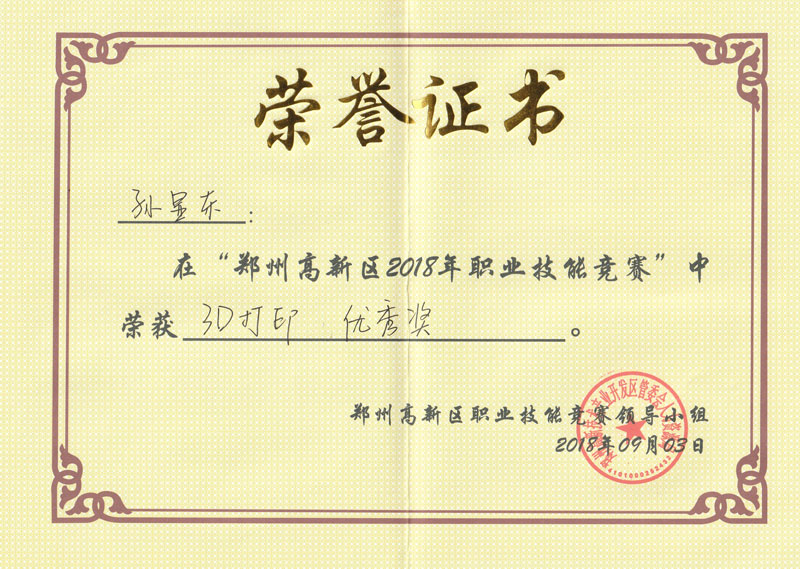 荣誉证书
孙显东：
在“郑州高新区2018年职业技能竞赛”中
荣获 3D打印 优秀奖。
郑州高新区职业技能竞赛领导小组
2018年09月03日